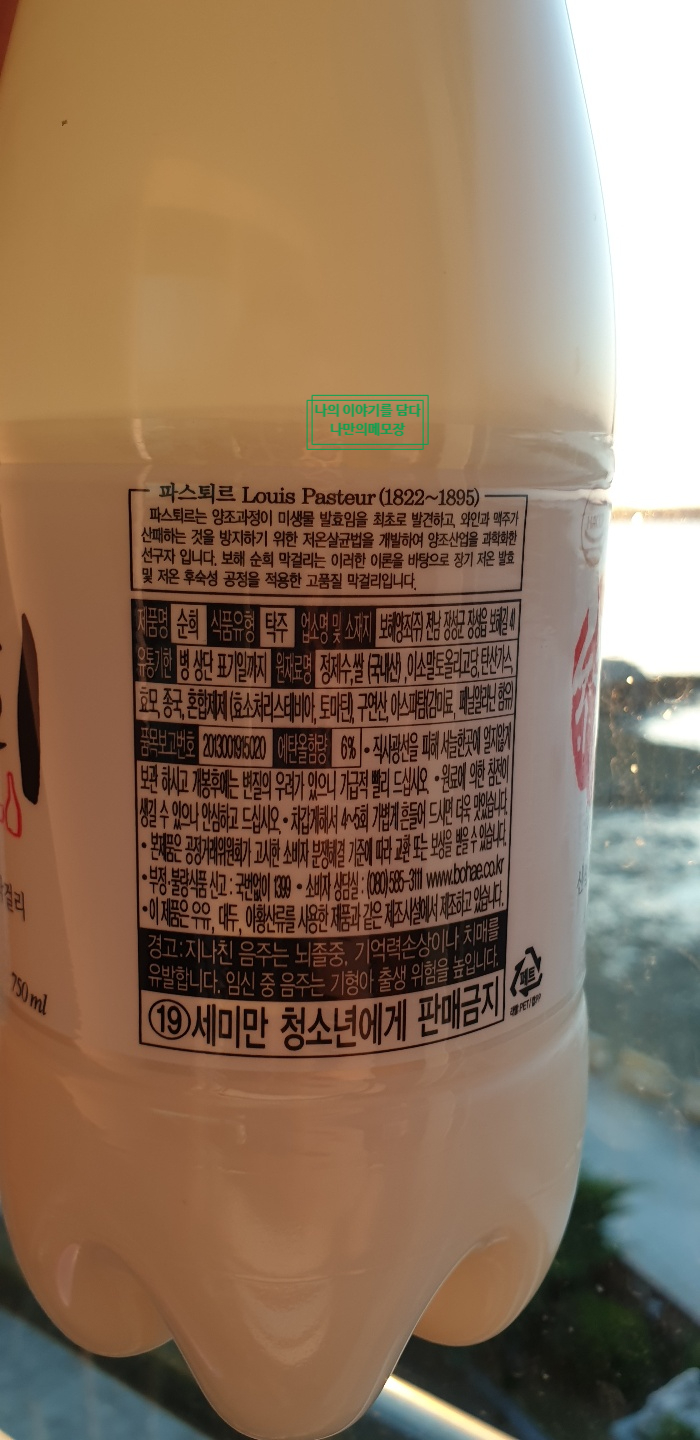 나의 이야기를 담다
나만의메모장
파스퇴르 Louis Pasteur (1822~1895)
파스퇴르는 양조과정이 미생물 발효임을 최초로 발견하고, 와인과 맥주가
산패하는 것을 방지하기 위한 저온살균법을 개발하여 양조산업을 과학화한
선구자 입니다. 보해 순희 막걸리는 이러한 이론을 바탕으로 장기 저온 발효
및 저온 후숙성 공정을 적용한 고품질 막걸리입니다.
제품명 순희 식품유형 탁주 업소명 및 소재지 보해양조(주) 전남 장성군 장성읍 보해길 41
유통기한 병 상단 표기일까지 원재료명 정제수, 쌀 (국내산), 이소말토올리고당, 탄산가스,
효모, 종국, 혼합제제 (효소처리스테비아, 토마틴), 구연산, 아스파탐(감미료, 페닐알라닌 함유)
품목보고번호 2013001915020 에탄올함량 6% • 직사광선을 피해 서늘한곳에 알지않게
보관 하시고 개봉후에는 변질의 우려가 있으니 가급적 빨리 드십시오 • 원료에 의한 침전이
생길 수 있으나 안심하고 드십시오. • 차갑게해서 4~5회 가볍게 흔들어 드시면 더욱 맛있습니다.
• 본제품은 공정거래위원회가 고시한 소비자 분쟁해결 기준에 따라 교환 또는 보상을 받을 수 있습니다.
• 부정·불량식품 신고 : 국번없이 1399 • 소비자 상담실 : (080)585-3111 www.bohae.co.kr
• 이 제품은 우유, 대두, 이황산류를 사용한 제품과 같은 제조시설에서 제조하고 있습니다.
경고 : 지나친 음주는 뇌졸중, 기억력손상이나 치매를
유발합니다. 임신 중 음주는 기형아 출생 위험을 높입니다.
페트
⑲세미만 청소년에게 판매금지
750 ml